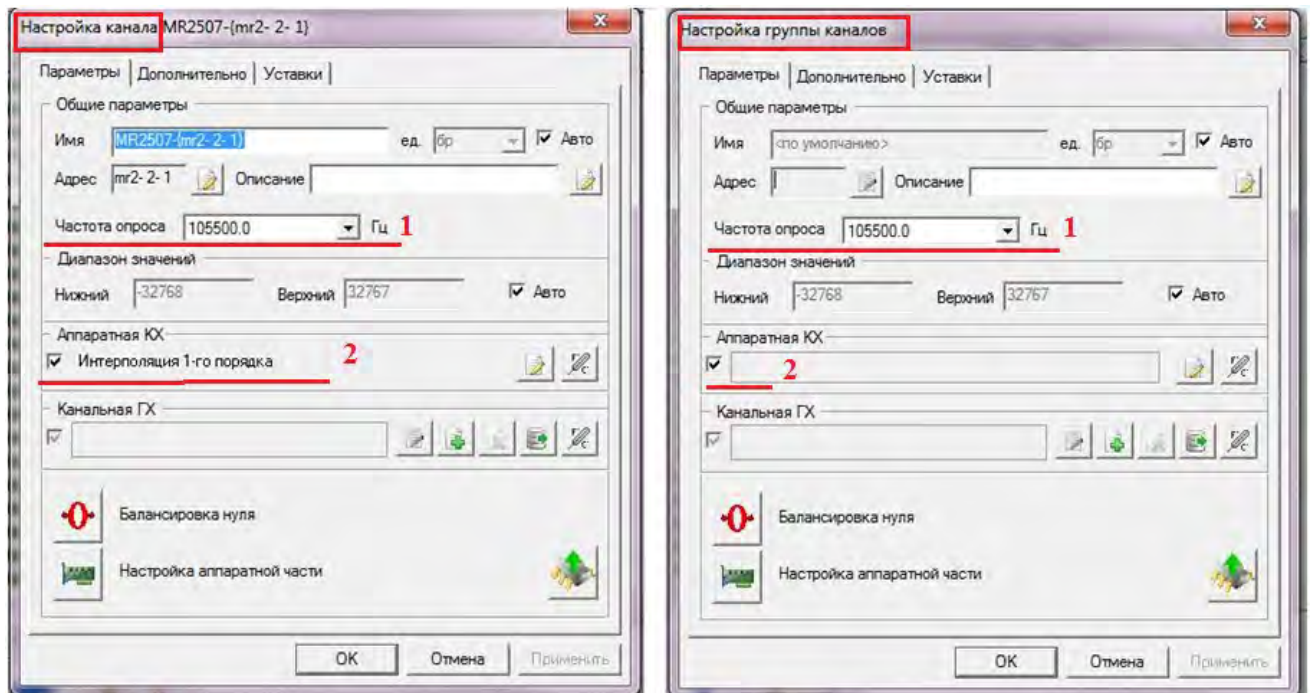 Настройка канала MR2507-{mr2- 2- 1}
Параметры Дополнительно Уставки
Общие параметры
Имя MR2507-{mr2- 2- 1} ед. бр Авто
Адрес mr2- 2- 1 Описание
Частота опроса 105500.0 Гц 1
Диапазон значений
Нижний -32768 Верхний 32767 Авто
Аппаратная КХ
Интерполяция 1-го порядка 2
Канальная ГХ
Балансировка нуля
Настройка аппаратной части
ОК Отмена Применить
Настройка группы каналов
Параметры Дополнительно Уставки
Общие параметры
Имя <по умолчанию> ед. бр Авто
Адрес Описание
Частота опроса 105500.0 Гц 1
Диапазон значений
Нижний -32768 Верхний 32767 Авто
Аппаратная КХ
2
Канальная ГХ
Балансировка нуля
Настройка аппаратной части
ОК Отмена Применить